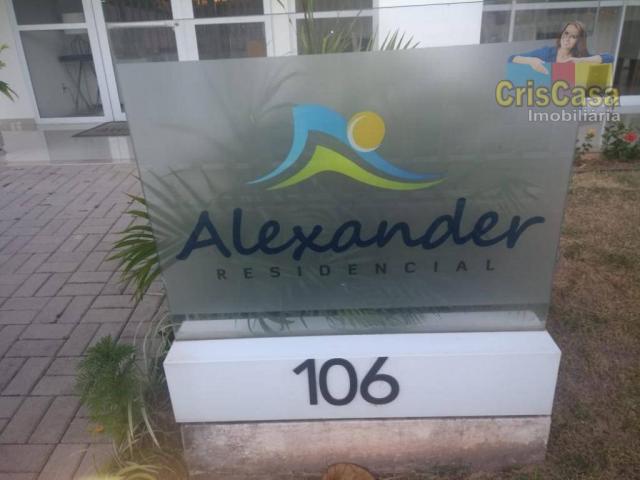 CrisCasa
Imobiliária
Alexander
RESIDENCIAL
106